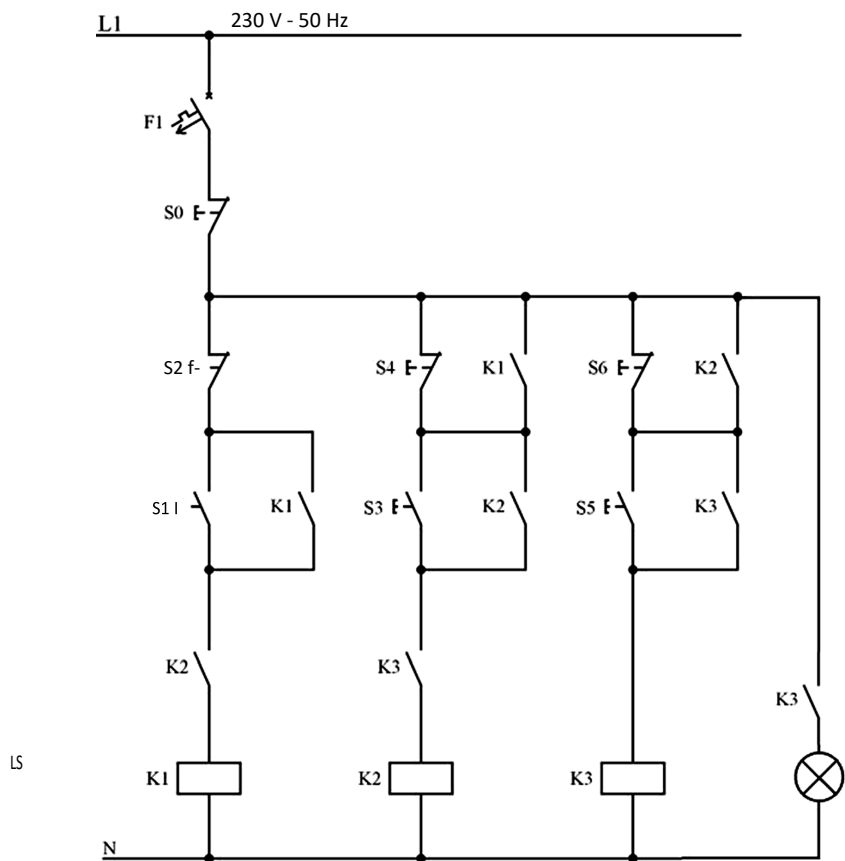 L1 230 V - 50 Hz
F1
S0
S2 f- S4 K1 S6 K2
S1 I K1 S3 K2 S5 K3
K2 K3 K3
LS K1 K2 K3
N